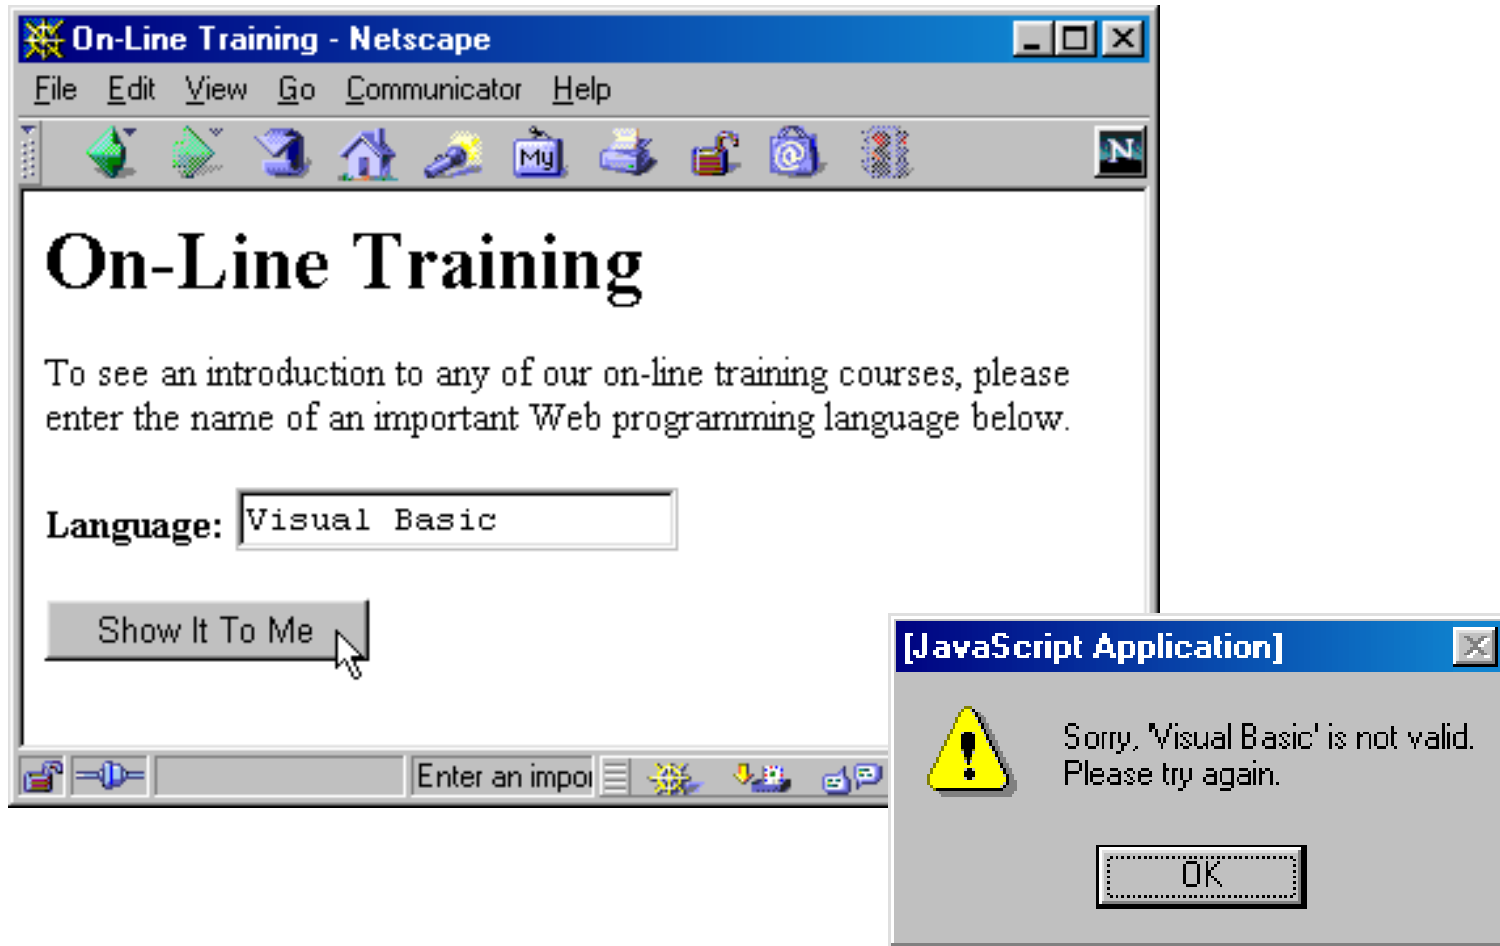 On-Line Training - Netscape
File Edit View Go Communicator Help
My
N
On-Line Training
To see an introduction to any of our on-line training courses, please
enter the name of an important Web programming language below.
Language: Visual Basic
Show It To Me
[JavaScript Application]
Sorry, 'Visual Basic' is not valid.
Please try again.
Enter an impor
OK